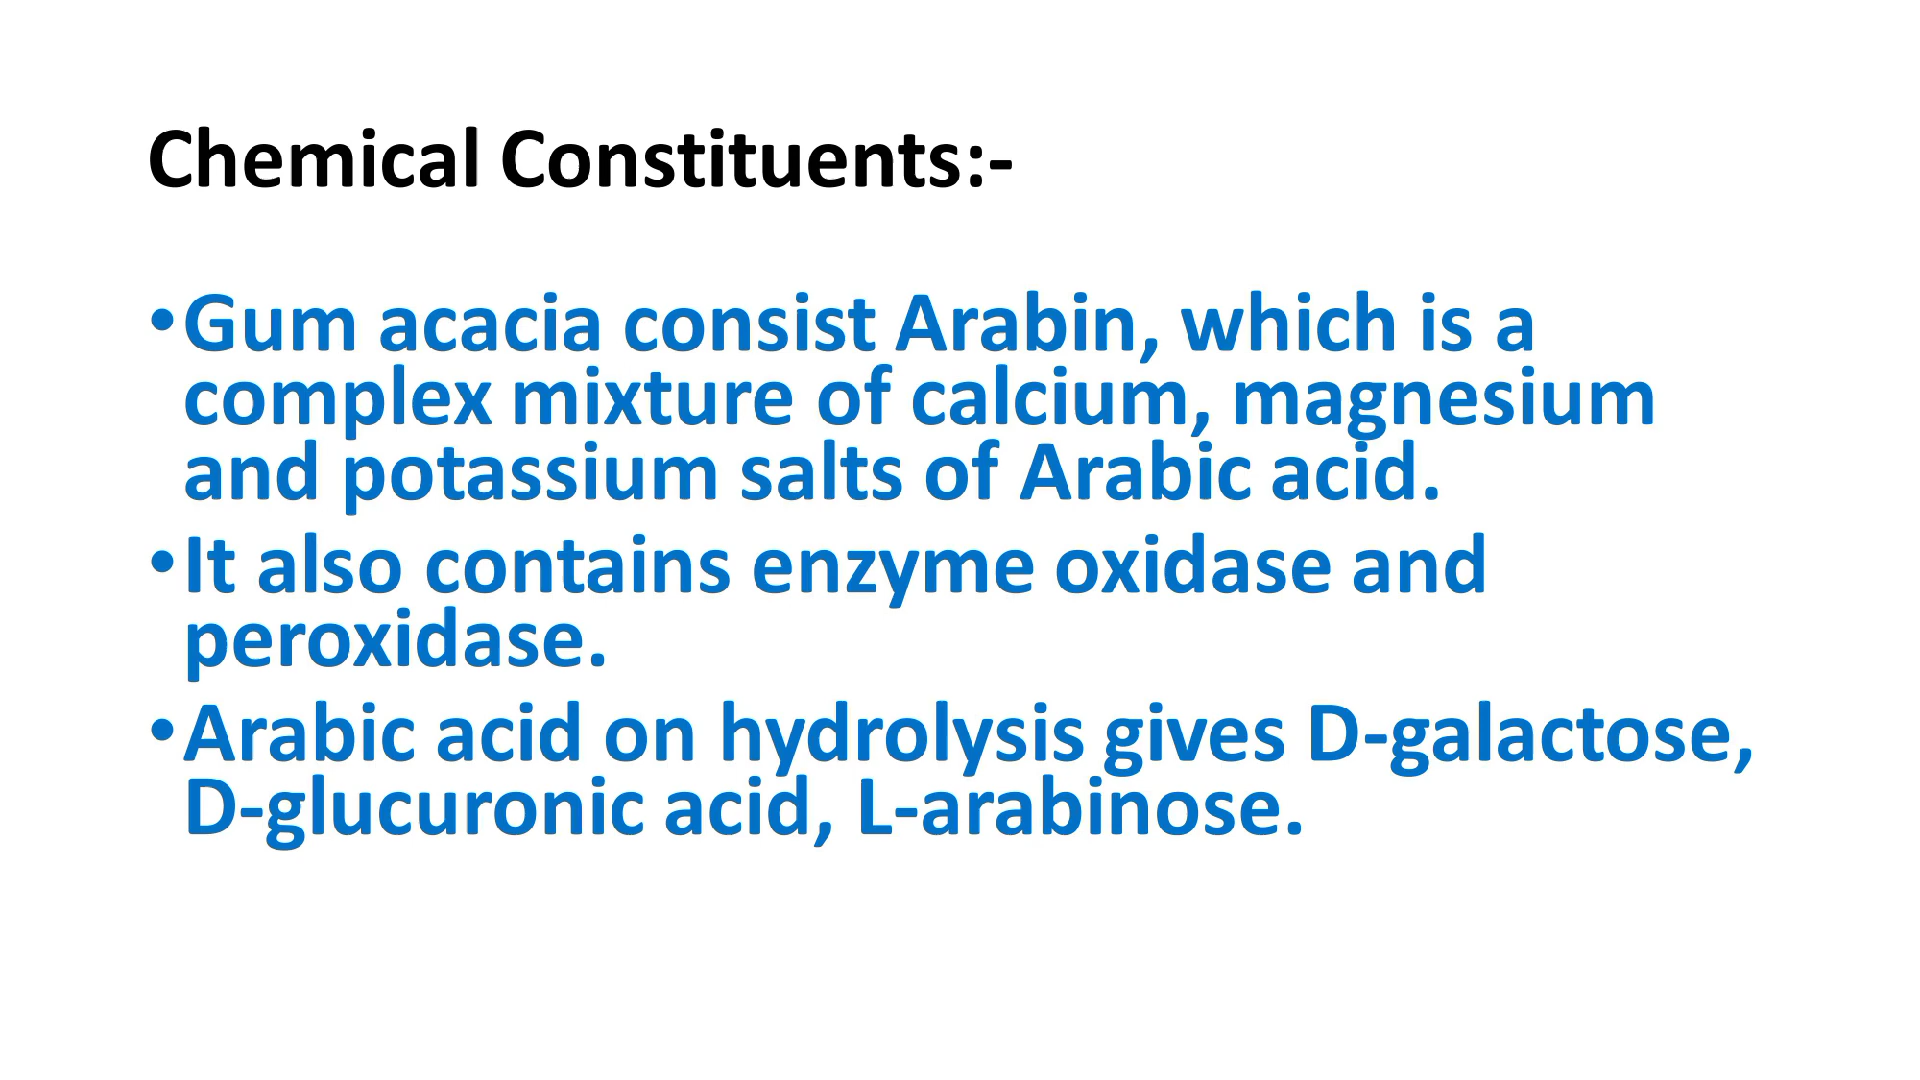 Chemical Constituents:-
•Gum acacia consist Arabin, which is a
complex mixture of calcium, magnesium
and potassium salts of Arabic acid.
•It also contains enzyme oxidase and
peroxidase.
•Arabic acid on hydrolysis gives D-galactose,
D-glucuronic acid, L-arabinose.